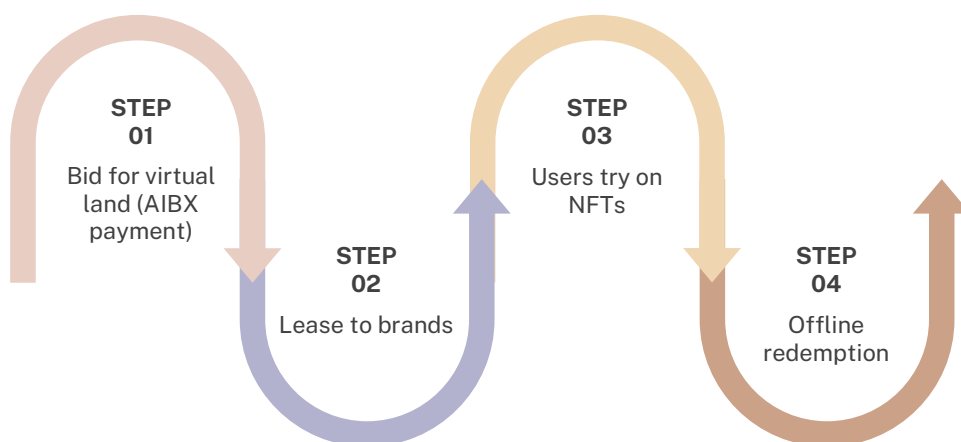 STEP
01
Bid for virtual
land (AIBX
payment)
STEP
02
Lease to brands
STEP
03
Users try on
NFTs
STEP
04
Offline
redemption